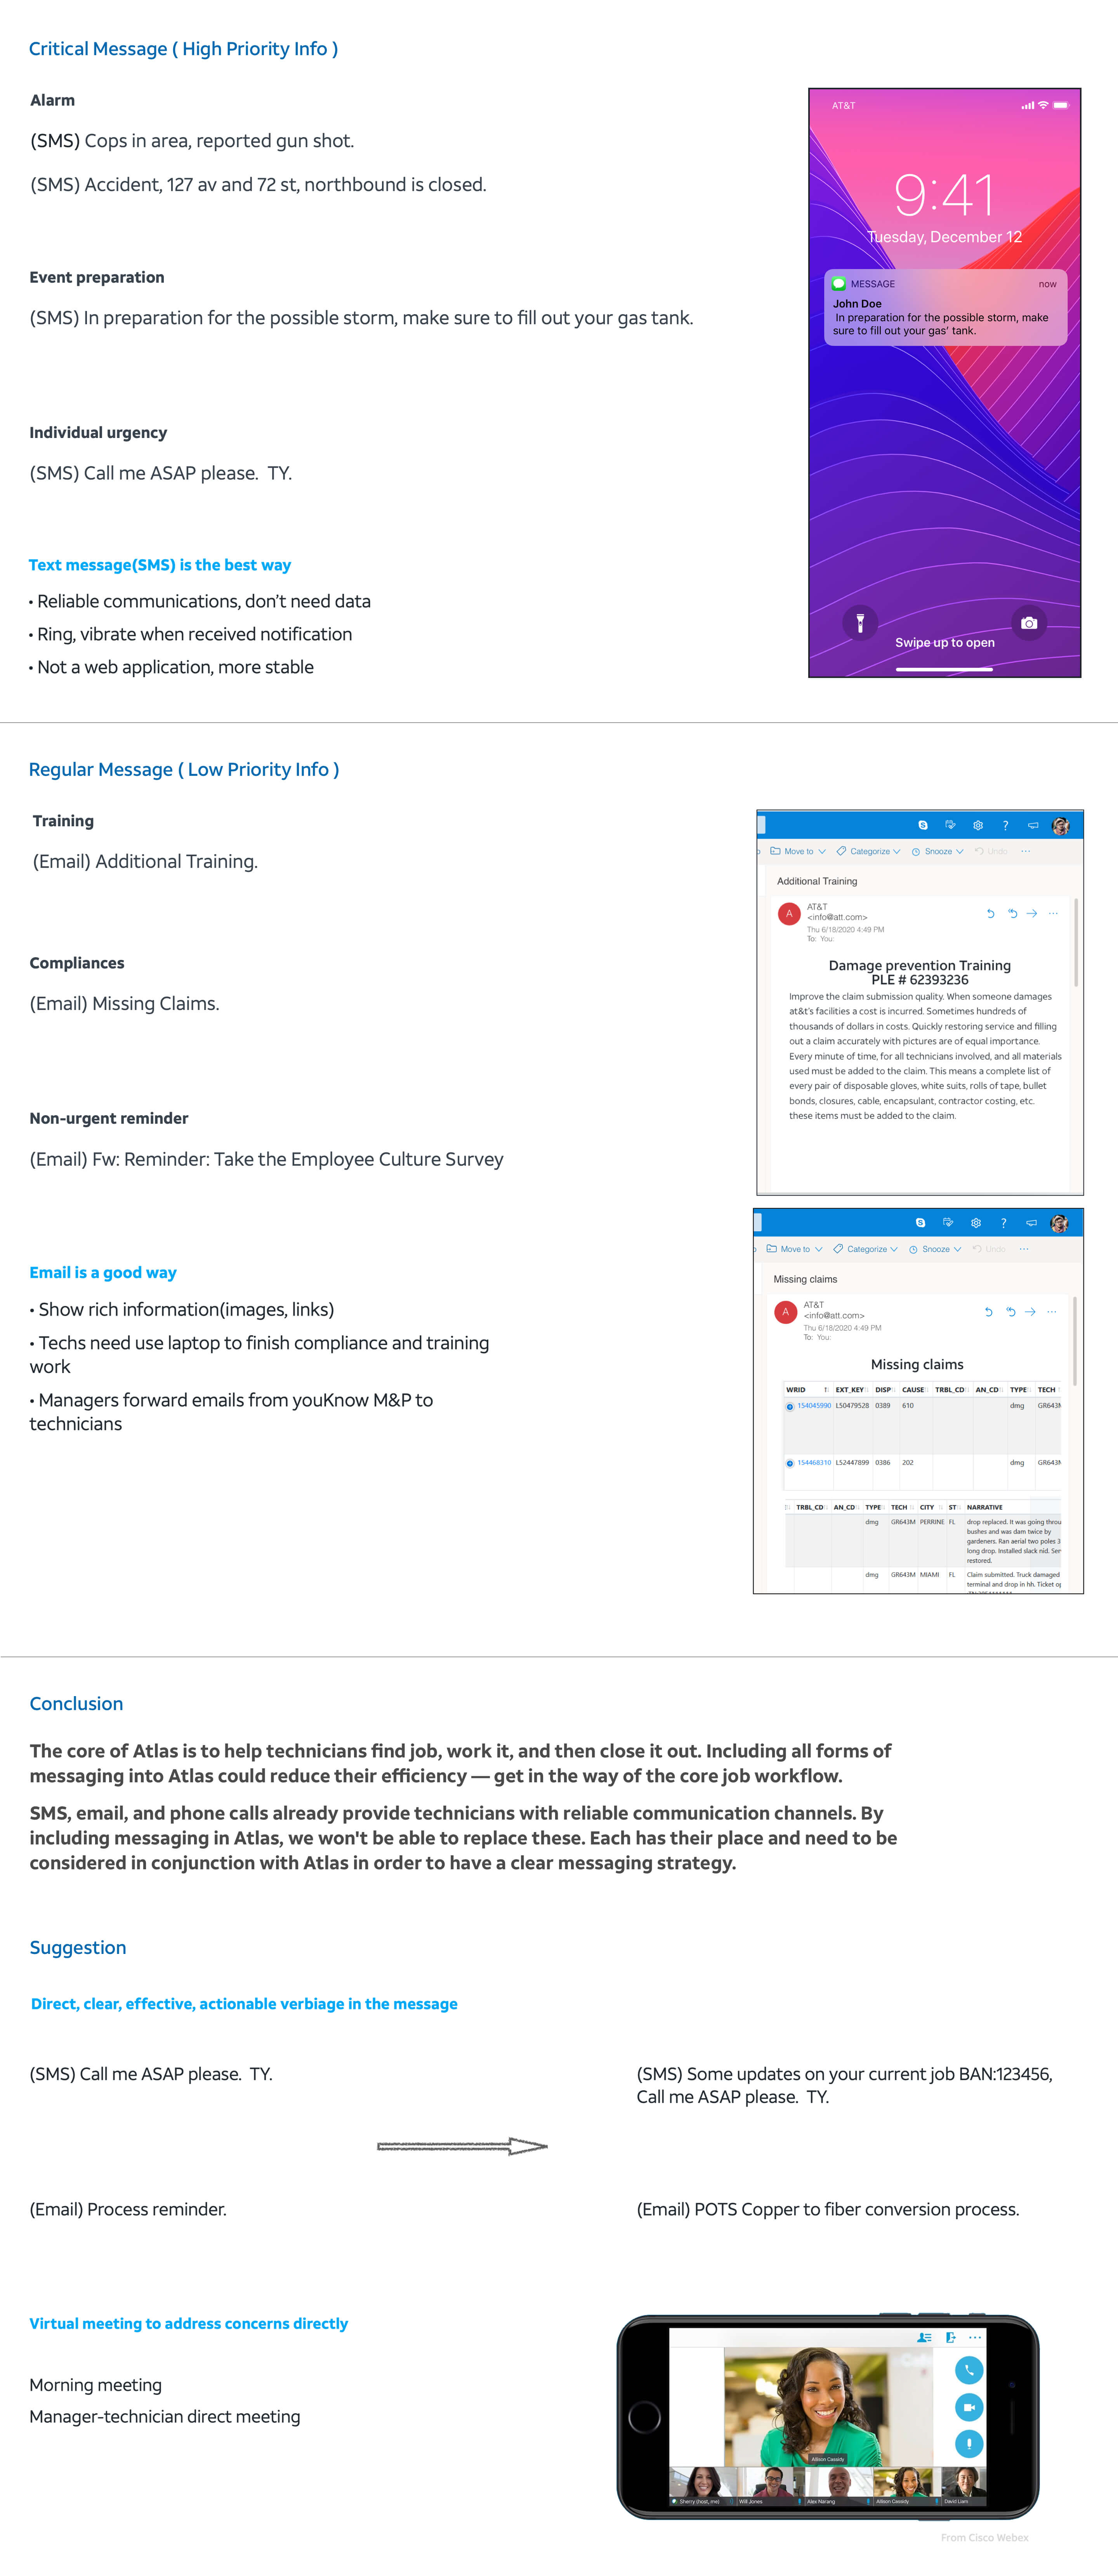 Critical Message ( High Priority Info )
Alarm
(SMS) Cops in area, reported gun shot.
(SMS) Accident, 127 av and 72 st, northbound is closed.
Event preparation
(SMS) In preparation for the possible storm, make sure to fill out your gas tank.
Individual urgency
(SMS) Call me ASAP please.  TY.
Text message(SMS) is the best way
• Reliable communications, don't need data
• Ring, vibrate when received notification
• Not a web application, more stable
AT&T
9:41
Tuesday, December 12
MESSAGE now
John Doe
In preparation for the possible storm, make
sure to fill out your gas' tank.
Swipe up to open
Regular Message ( Low Priority Info )
Training
(Email) Additional Training.
Compliances
(Email) Missing Claims.
Non-urgent reminder
(Email) Fw: Reminder: Take the Employee Culture Survey
Email is a good way
• Show rich information(images, links)
• Techs need use laptop to finish compliance and training
work
• Managers forward emails from youKnow M&P to
technicians
Move to Categorize Snooze Undo ...
Additional Training
A AT&T
<info@att.com>
Thu 6/18/2020 4:49 PM
To: You:
Damage prevention Training
PLE # 62393236
Improve the claim submission quality. When someone damages
at&t's facilities a cost is incurred. Sometimes hundreds of
thousands of dollars in costs. Quickly restoring service and filling
out a claim accurately with pictures are of equal importance.
Every minute of time, for all technicians involved, and all materials
used must be added to the claim. This means a complete list of
every pair of disposable gloves, white suits, rolls of tape, bullet
bonds, closures, cable, encapsulant, contractor costing, etc.
these items must be added to the claim.
Move to Categorize Snooze Undo ...
Missing claims
A AT&T
<info@att.com>
Thu 6/18/2020 4:49 PM
To: You:
Missing claims
WRID EXT_KEY DISP CAUSE TRBL_CD AN_CD TYPE TECH
154045990 L50479528 0389 610 dmg GR643M
154468310 L52447899 0386 202 dmg GR643M
TRBL_CD AN_CD TYPE TECH CITY ST NARRATIVE
dmg GR643M PERRINE FL drop replaced. It was going throu
bushes and was dam twice by
gardeners. Ran aerial two poles 3
long drop. Installed slack nid. Ser
restored.
dmg GR643M MIAMI FL Claim submitted. Truck damaged
terminal and drop in hh. Ticket op
Conclusion
The core of Atlas is to help technicians find job, work it, and then close it out. Including all forms of
messaging into Atlas could reduce their efficiency — get in the way of the core job workflow.
SMS, email, and phone calls already provide technicians with reliable communication channels. By
including messaging in Atlas, we won't be able to replace these. Each has their place and need to be
considered in conjunction with Atlas in order to have a clear messaging strategy.
Suggestion
Direct, clear, effective, actionable verbiage in the message
(SMS) Call me ASAP please.  TY.
(SMS) Some updates on your current job BAN:123456,
Call me ASAP please.  TY.
(Email) Process reminder.
(Email) POTS Copper to fiber conversion process.
Virtual meeting to address concerns directly
Morning meeting
Manager-technician direct meeting
Allison Cassidy
Sherry (host, me) Will Jones Alex Narang Allison Cassidy David Liam
From Cisco Webex